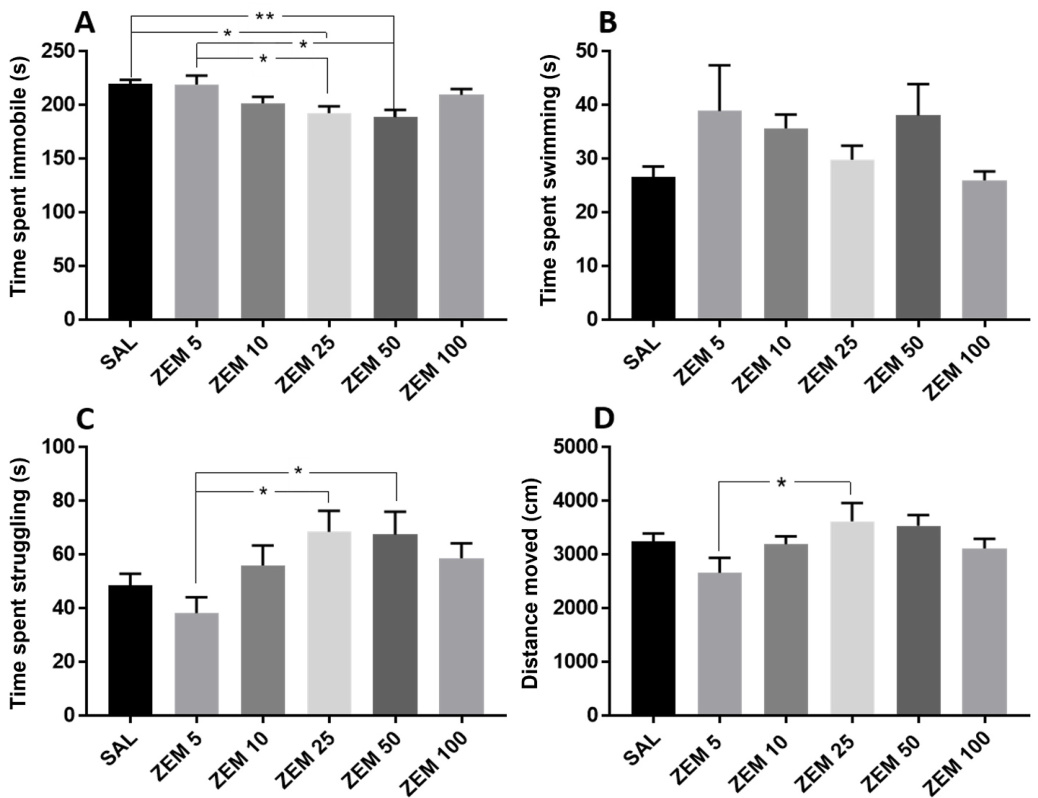 A
**
*
*
*
Time spent immobile (s)
250
200
150
100
50
0
SAL
ZEM 5
ZEM 10
ZEM 25
ZEM 50
ZEM 100
B
Time spent swimming (s)
50
40
30
20
10
0
SAL
ZEM 5
ZEM 10
ZEM 25
ZEM 50
ZEM 100
C
*
*
Time spent struggling (s)
100
80
60
40
20
0
SAL
ZEM 5
ZEM 10
ZEM 25
ZEM 50
ZEM 100
D
*
Distance moved (cm)
5000
4000
3000
2000
1000
0
SAL
ZEM 5
ZEM 10
ZEM 25
ZEM 50
ZEM 100